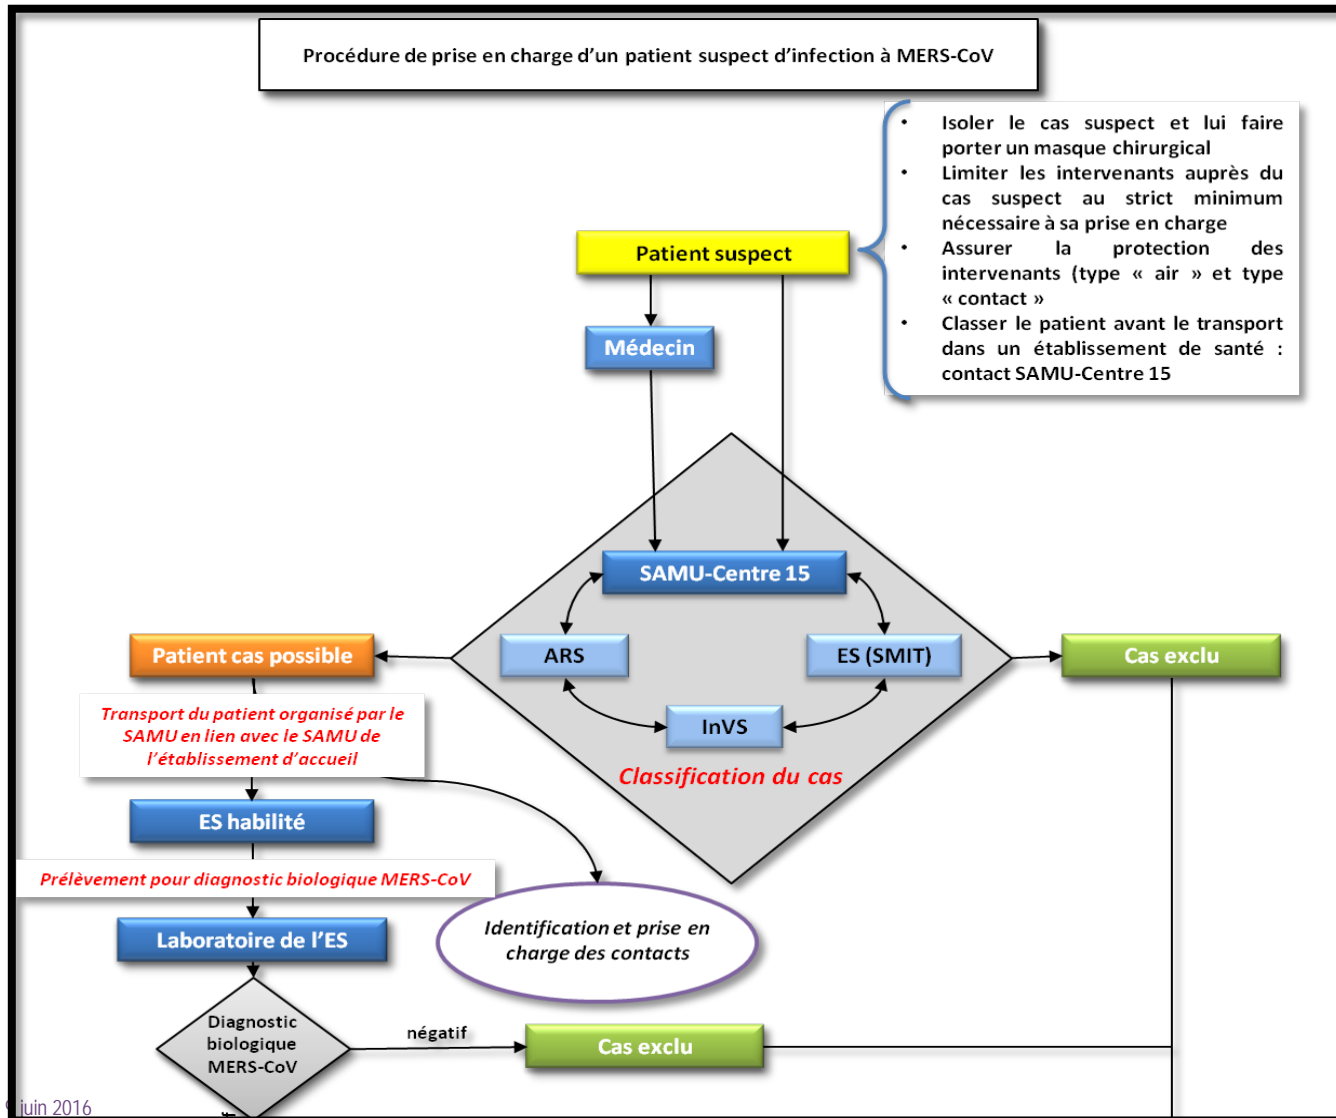 Procédure de prise en charge d’un patient suspect d’infection à MERS-CoV
• Isoler le cas suspect et lui faire
porter un masque chirurgical
• Limiter les intervenants auprès du
cas suspect au strict minimum
nécessaire à sa prise en charge
• Assurer la protection des
intervenants (type « air » et type
« contact »
• Classer le patient avant le transport
dans un établissement de santé :
contact SAMU-Centre 15
Patient suspect
Médecin
SAMU-Centre 15
ARS
ES (SMIT)
InVS
Classification du cas
Patient cas possible
Cas exclu
Transport du patient organisé par le
SAMU en lien avec le SAMU de
l’établissement d’accueil
ES habilité
Prélèvement pour diagnostic biologique MERS-CoV
Laboratoire de l’ES
Identification et prise en
charge des contacts
Diagnostic
biologique
MERS-CoV
négatif
Cas exclu
juin 2016